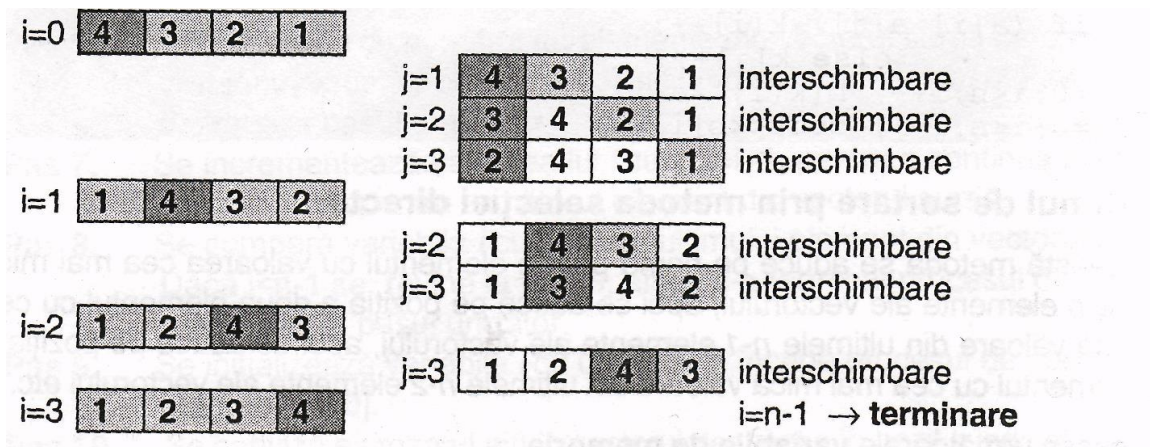 i=0 4 3 2 1
j=1 4 3 2 1 interschimbare
j=2 3 4 2 1 interschimbare
j=3 2 4 3 1 interschimbare
i=1 1 4 3 2
j=2 1 4 3 2 interschimbare
j=3 1 3 4 2 interschimbare
i=2 1 2 4 3
j=3 1 2 4 3 interschimbare
i=3 1 2 3 4
i=n-1 → terminare